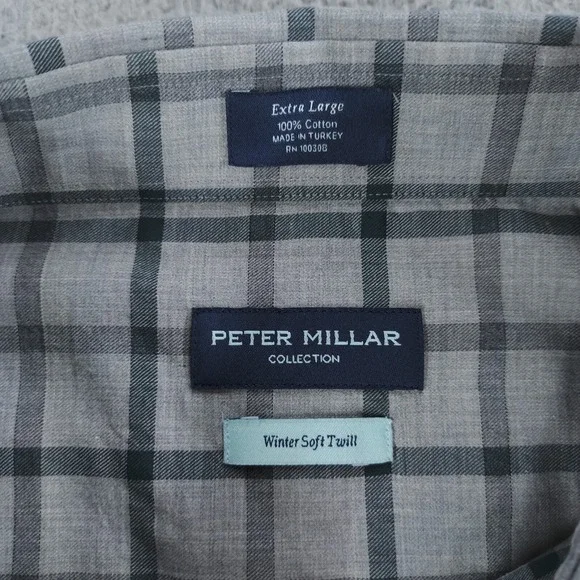 Extra Large
100% Cotton
MADE IN TURKEY
RN 100308
PETER MILLAR
COLLECTION
Winter Soft Twill